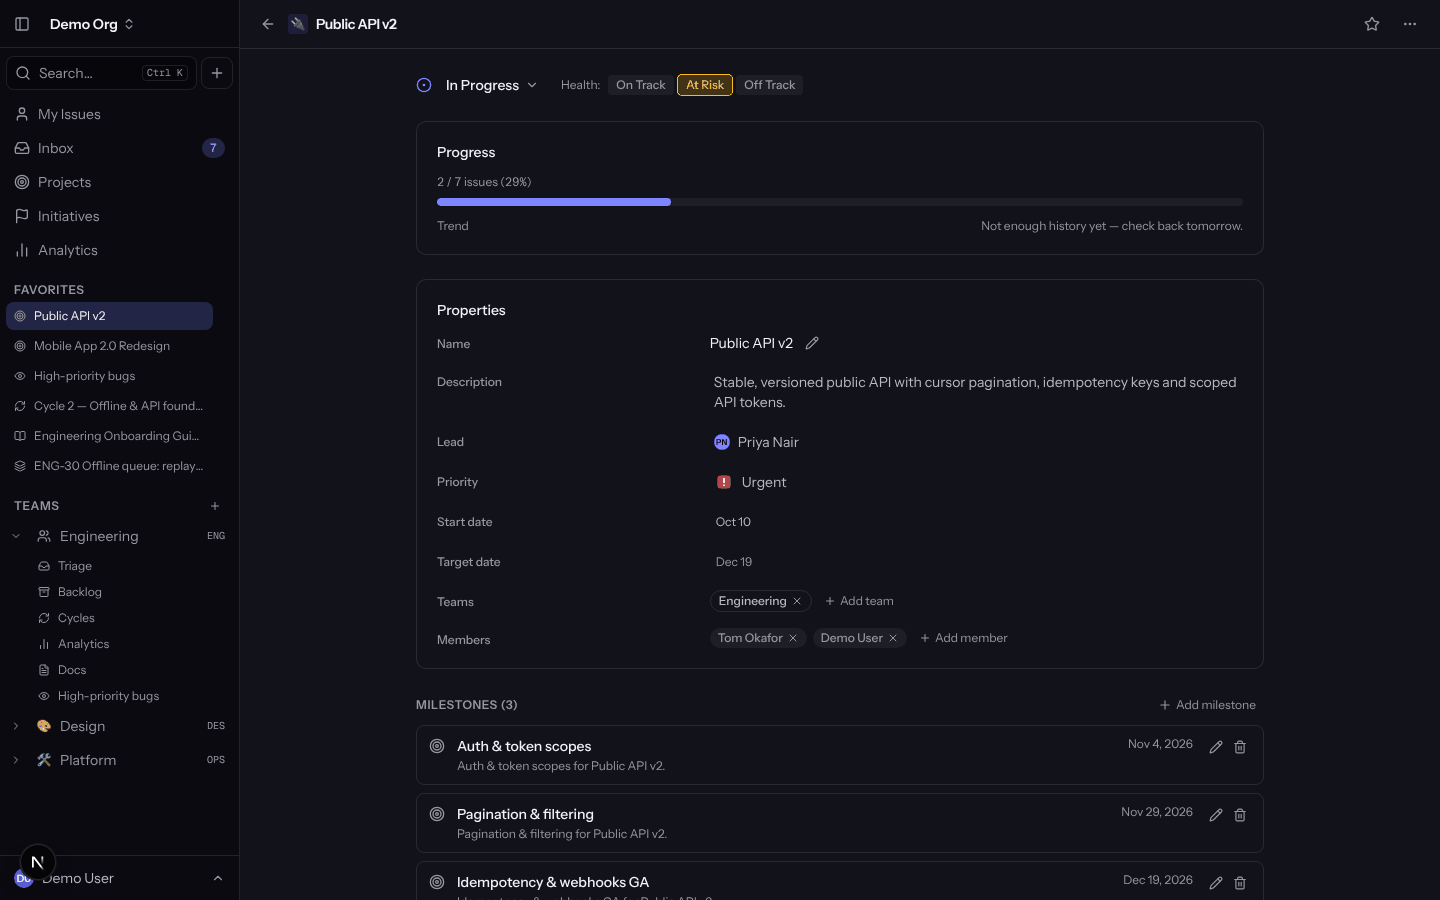 Demo Org
Search...
Ctrl K
My Issues
Inbox
7
Projects
Initiatives
Analytics
FAVORITES
Public API v2
Mobile App 2.0 Redesign
High-priority bugs
Cycle 2 — Offline & API found...
Engineering Onboarding Gui...
ENG-30 Offline queue: replay...
TEAMS
Engineering
ENG
Triage
Backlog
Cycles
Analytics
Docs
High-priority bugs
Design
DES
Platform
OPS
N
Demo User
Public API v2
In Progress
Health:
On Track
At Risk
Off Track
Progress
2 / 7 issues (29%)
Trend
Not enough history yet — check back tomorrow.
Properties
Name
Public API v2
Description
Stable, versioned public API with cursor pagination, idempotency keys and scoped
API tokens.
Lead
PN
Priya Nair
Priority
Urgent
Start date
Oct 10
Target date
Dec 19
Teams
Engineering
Add team
Members
Tom Okafor
Demo User
Add member
MILESTONES (3)
Add milestone
Auth & token scopes
Nov 4, 2026
Auth & token scopes for Public API v2.
Pagination & filtering
Nov 29, 2026
Pagination & filtering for Public API v2.
Idempotency & webhooks GA
Dec 19, 2026